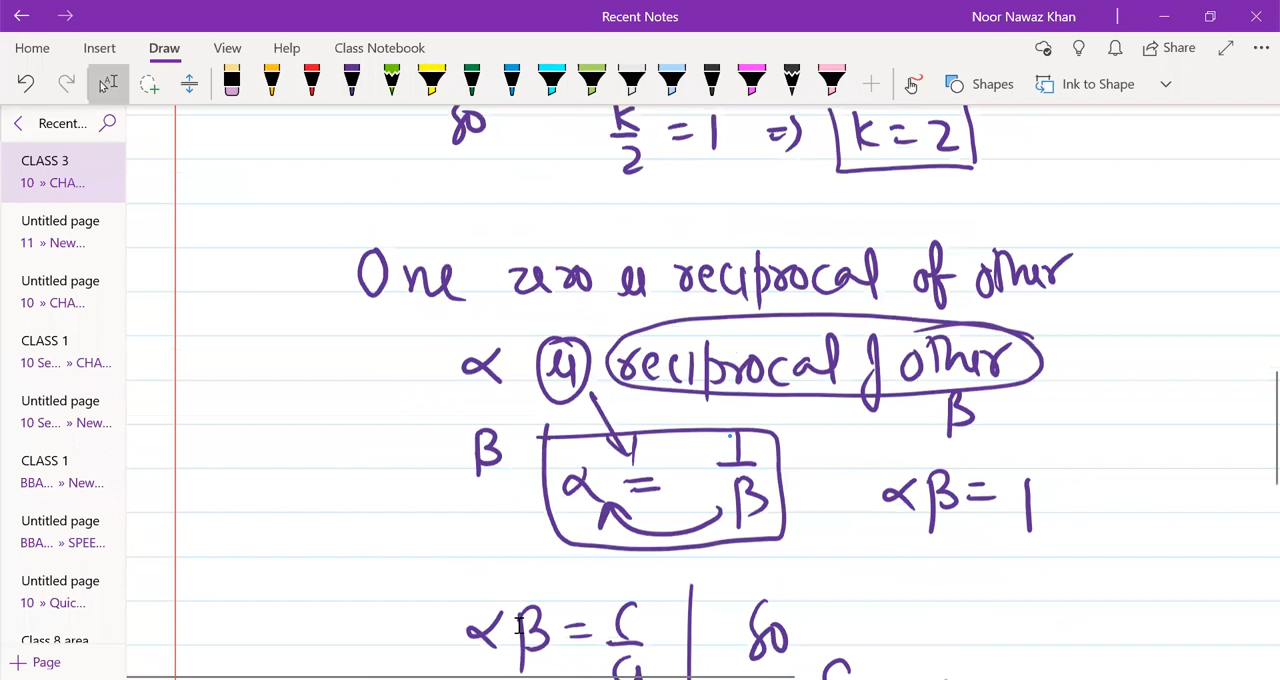 Recent Notes
Noor Nawaz Khan
Home Insert Draw View Help Class Notebook
Share
Shapes Ink to Shape
Recent...
CLASS 3
10 » CHA...
Untitled page
11 » New...
Untitled page
10 » CHA...
CLASS 1
10 Se... » CHA...
Untitled page
10 Se... » New...
CLASS 1
BBA... » New...
Untitled page
BBA... » SPEE...
Untitled page
10 » Quic...
Class 8 area
+ Page
so k/2 = 1 => k = 2
One zero is reciprocal of other
α is reciprocal of other
β
β α = 1/β αβ = 1
αβ = c/a | so